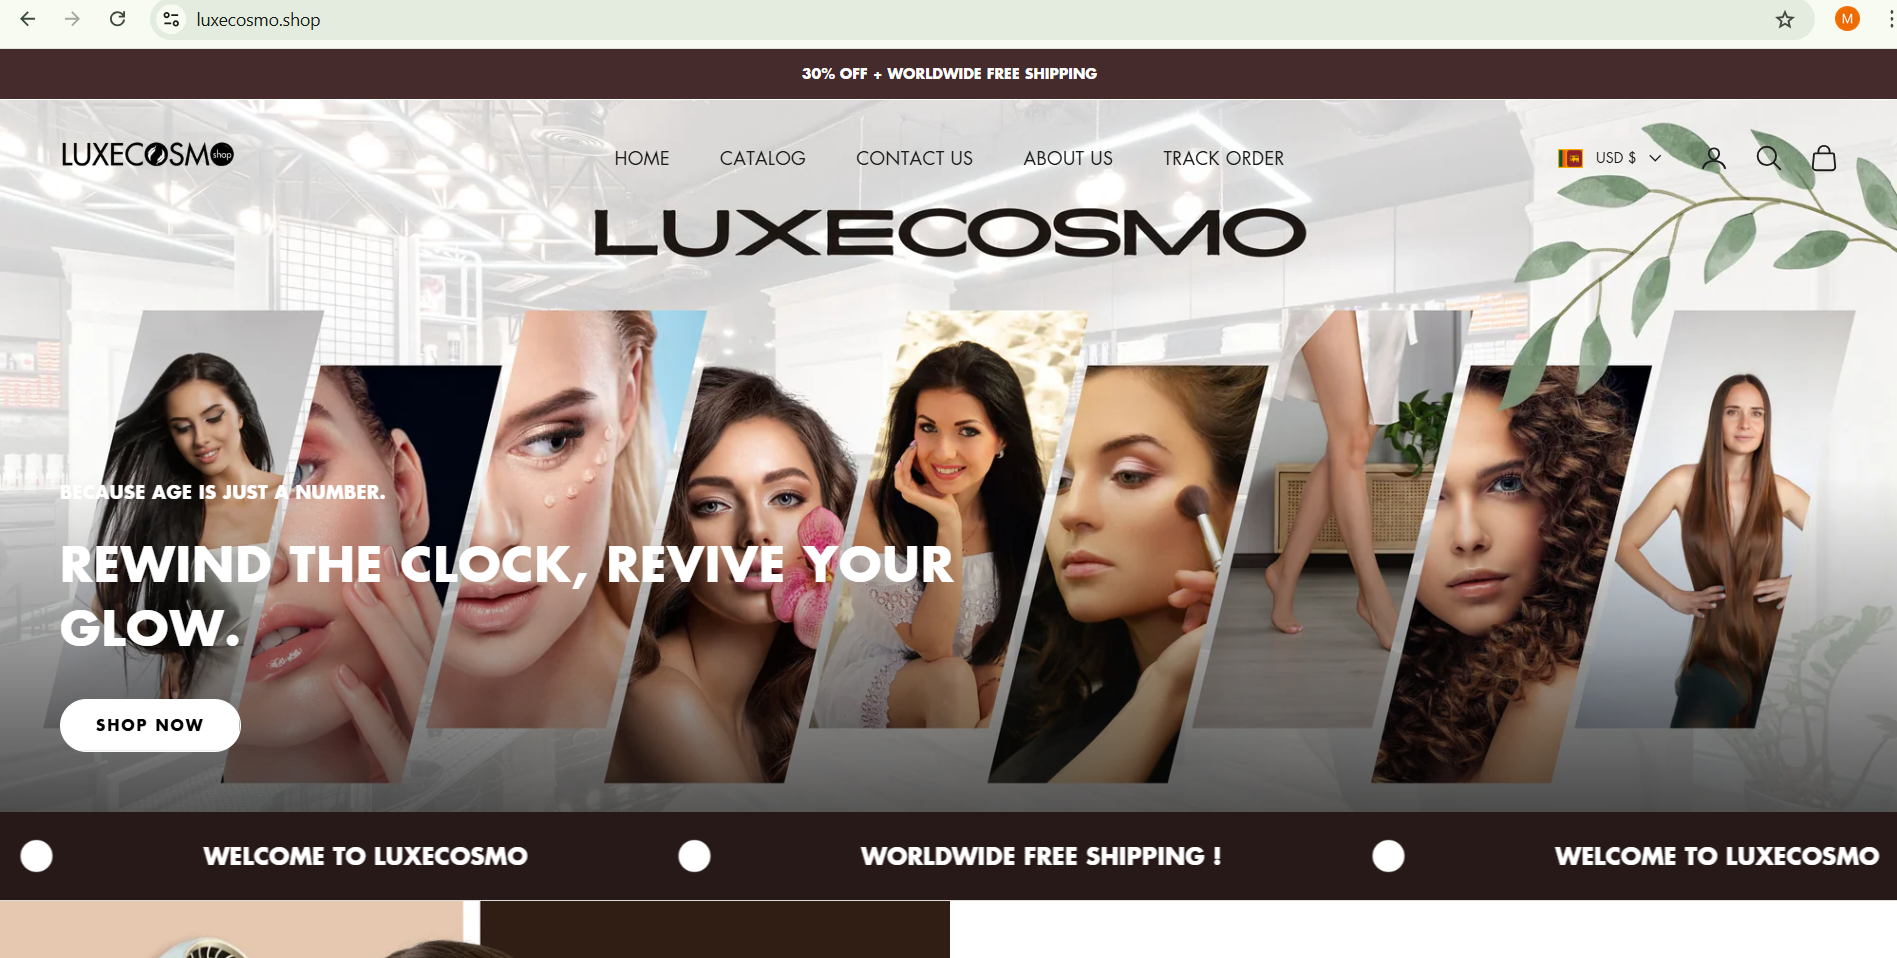 luxecosmo.shop
M
30% OFF + WORLDWIDE FREE SHIPPING
LUXECOSMO shop
HOME CATALOG CONTACT US ABOUT US TRACK ORDER
USD $
LUXECOSMO
BECAUSE AGE IS JUST A NUMBER.
REWIND THE CLOCK, REVIVE YOUR
GLOW.
SHOP NOW
WELCOME TO LUXECOSMO WORLDWIDE FREE SHIPPING ! WELCOME TO LUXECOSMO